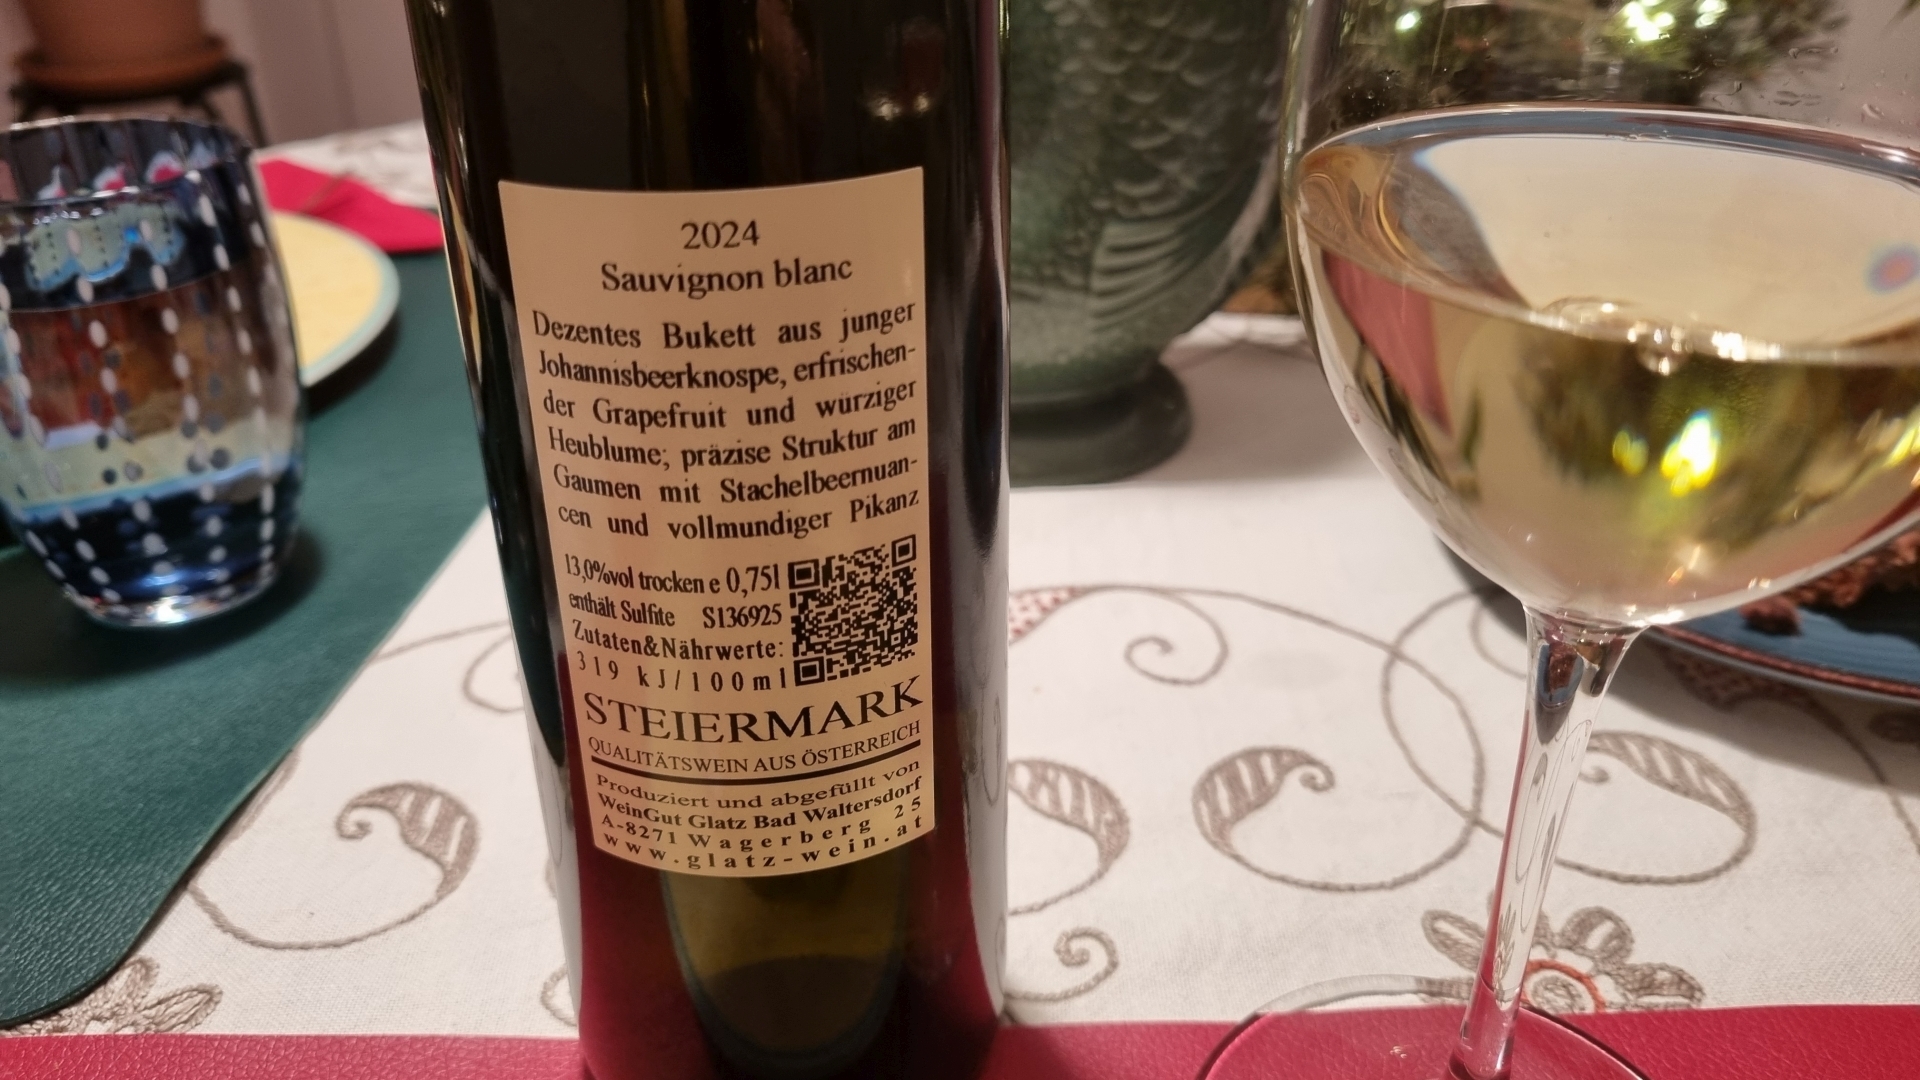 2024
Sauvignon blanc
Dezentes Bukett aus junger
Johannisbeerknospe, erfrischen-
der Grapefruit und würziger
Heublume; präzise Struktur am
Gaumen mit Stachelbeernuan-
cen und vollmundiger Pikanz
13,0%vol trocken e 0,75l
enthält Sulfite S136925
Zutaten&Nährwerte:
319 kJ/100ml
STEIERMARK
QUALITÄTSWEIN AUS ÖSTERREICH
Produziert und abgefüllt von
WeinGut Glatz Bad Waltersdorf
A-8271 Wagerberg 25
www.glatz-wein.at